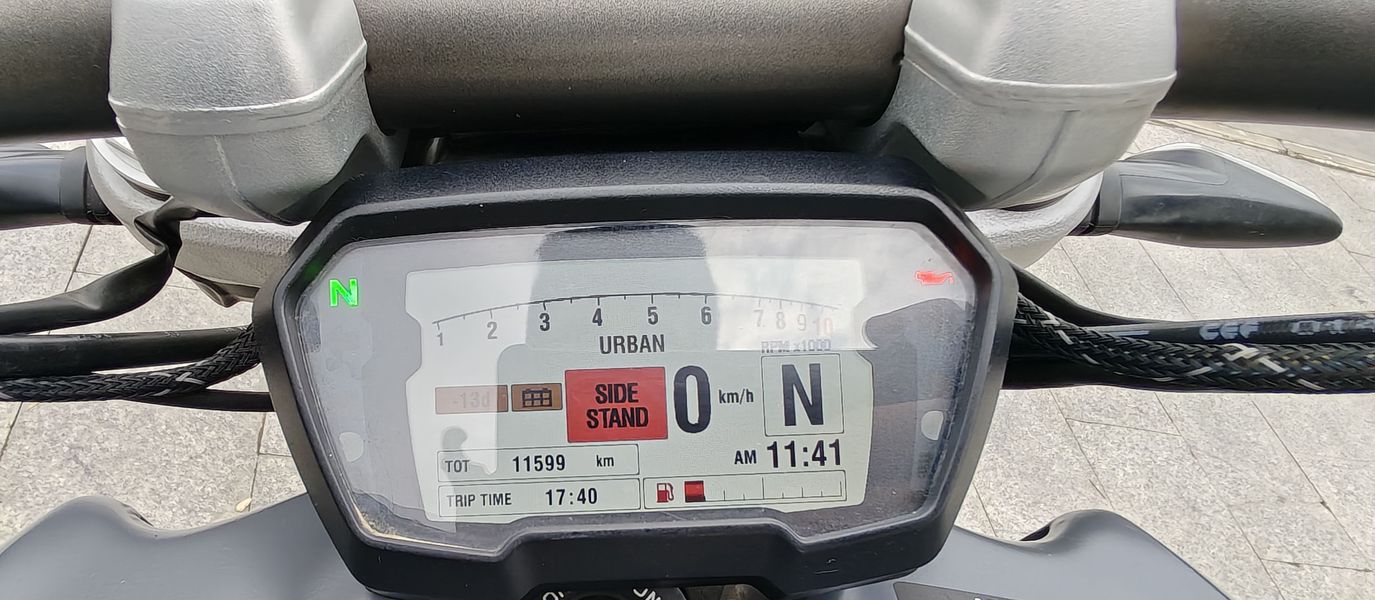 N
1 2 3 4 5 6 7 8 9 10
RPM x1000
URBAN
-13d
SIDE
STAND
0 km/h
N
TOT 11599 km
AM 11:41
TRIP TIME 17:40